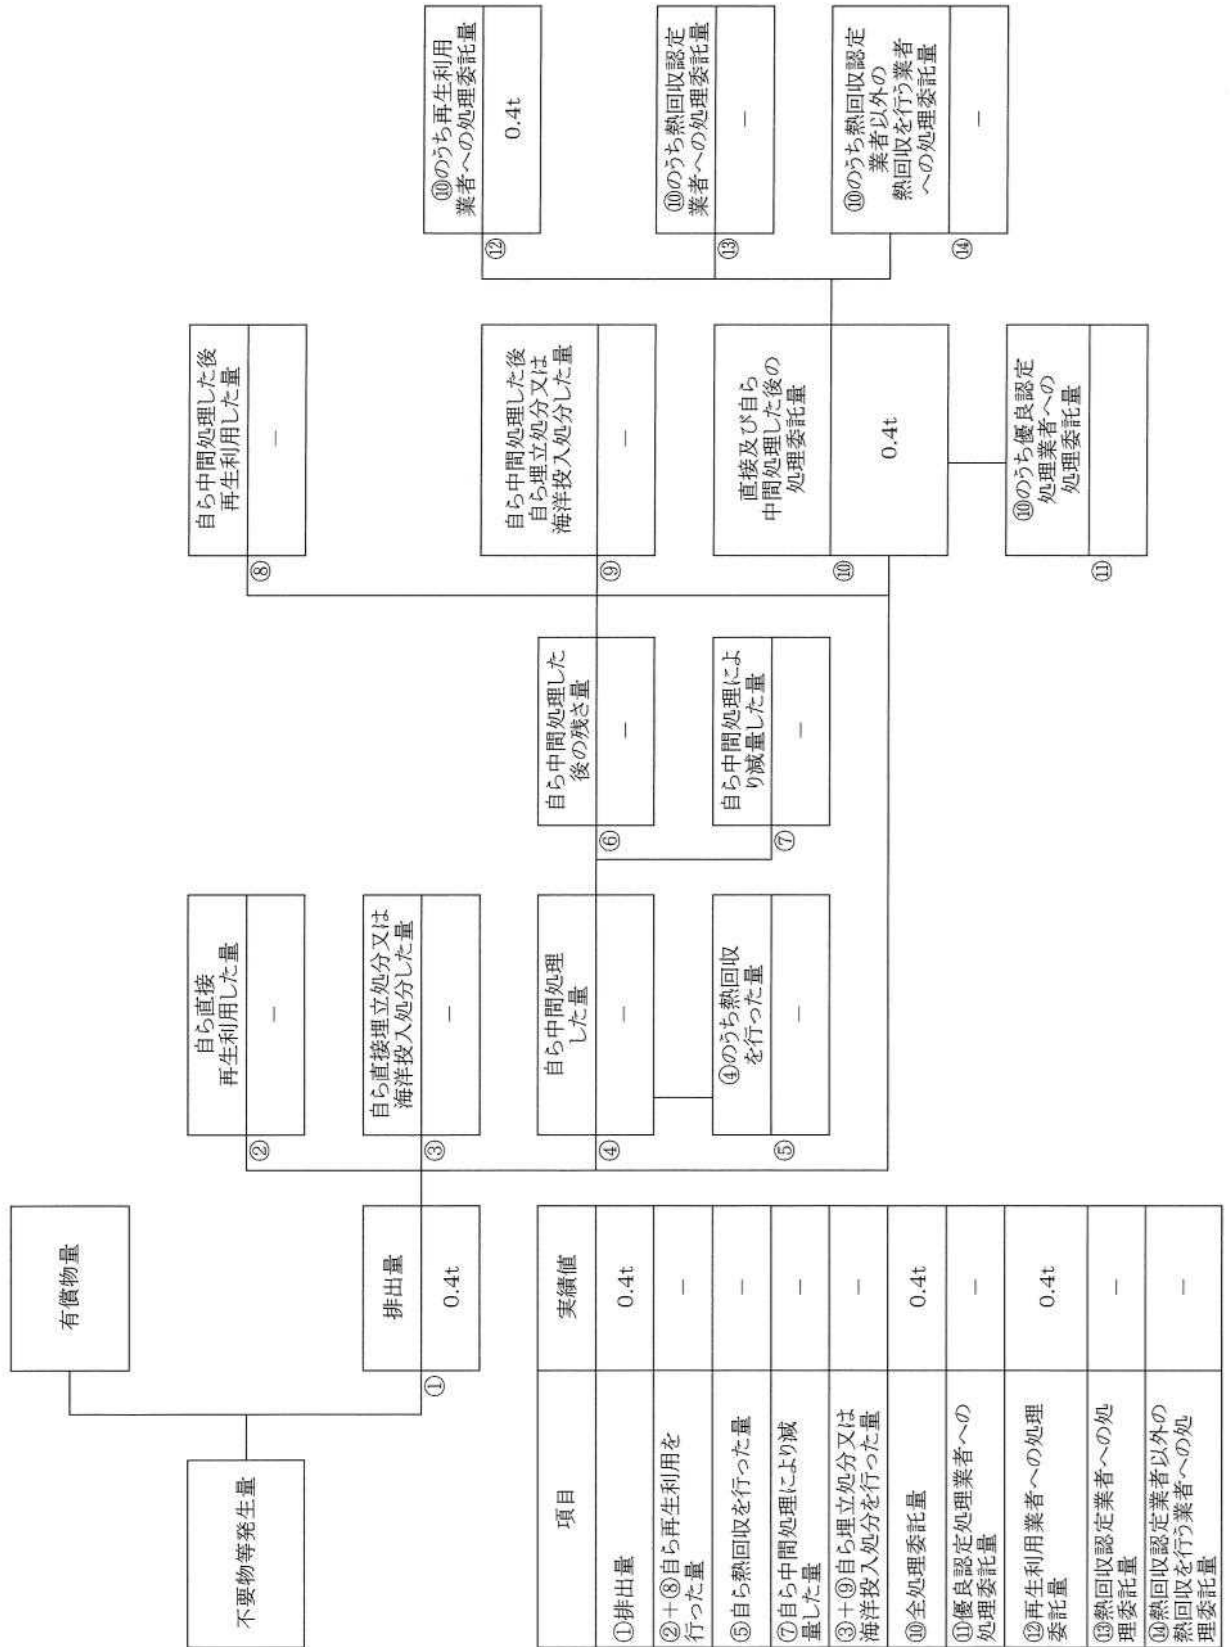 有償物量
不要物等発生量
排出量
0.4t
①
自ら直接
再生利用した量
－
②
自ら直接埋立処分又は
海洋投入処分した量
－
③
自ら中間処理
した量
－
④
④のうち熱回収
を行った量
－
⑤
自ら中間処理した
後の残さ量
－
⑥
自ら中間処理によ
り減量した量
－
⑦
自ら中間処理した後
再生利用した量
－
⑧
自ら中間処理した後
自ら埋立処分又は
海洋投入処分した量
－
⑨
直接及び自ら
中間処理した後の
処理委託量
0.4t
⑩
⑩のうち優良認定
処理業者への
処理委託量
⑪
⑩のうち再生利用
業者への処理委託量
0.4t
⑫
⑩のうち熱回収認定
業者への処理委託量
－
⑬
⑩のうち熱回収認定
業者以外の
熱回収を行う業者
への処理委託量
－
⑭
項目
実績値
①排出量
0.4t
②＋⑧自ら再生利用を
行った量
－
⑤自ら熱回収を行った量
－
⑦自ら中間処理により減
量した量
－
③＋⑨自ら埋立処分又は
海洋投入処分を行った量
－
⑩全処理委託量
0.4t
⑪優良認定処理業者への
処理委託量
－
⑫再生利用業者への処理
委託量
0.4t
⑬熱回収認定業者への処
理委託量
－
⑭熱回収認定業者以外の
熱回収を行う業者への処
理委託量
－